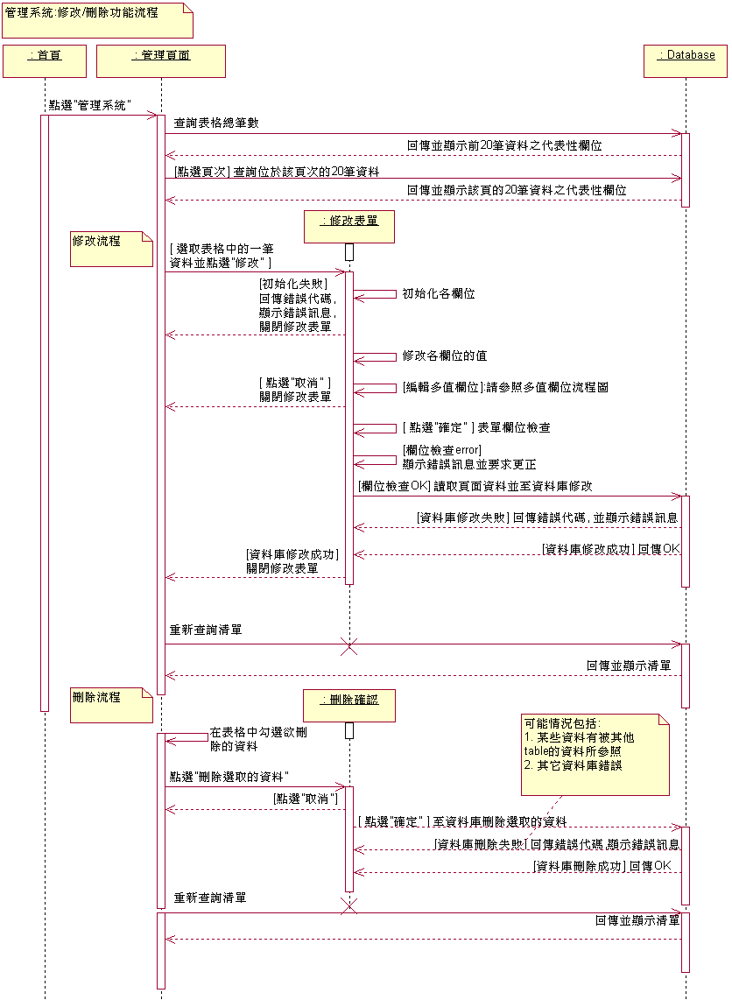 管理系統:修改/刪除功能流程
: 首頁
: 管理頁面
: Database
點選"管理系統"
查詢表格總筆數
回傳並顯示前20筆資料之代表性欄位
[點選頁次] 查詢位於該頁次的20筆資料
回傳並顯示該頁的20筆資料之代表性欄位
: 修改表單
修改流程
[ 選取表格中的一筆
資料並點選"修改" ]
[初始化失敗]
回傳錯誤代碼,
顯示錯誤訊息,
關閉修改表單
初始化各欄位
修改各欄位的值
[ 點選"取消" ]
關閉修改表單
[編輯多值欄位]:請參照多值欄位流程圖
[ 點選"確定" ] 表單欄位檢查
[欄位檢查error]
顯示錯誤訊息並要求更正
[欄位檢查OK] 讀取頁面資料並至資料庫修改
[資料庫修改失敗] 回傳錯誤代碼, 並顯示錯誤訊息
[資料庫修改成功] 回傳OK
[資料庫修改成功]
關閉修改表單
重新查詢清單
回傳並顯示清單
刪除流程
: 刪除確認
在表格中勾選欲刪
除的資料
可能情況包括:
1. 某些資料有被其他
table的資料所參照
2. 其它資料庫錯誤
點選"刪除選取的資料"
[點選"取消"]
[ 點選"確定" ] 至資料庫刪除選取的資料
[資料庫刪除失敗] 回傳錯誤代碼,顯示錯誤訊息
[資料庫刪除成功] 回傳OK
重新查詢清單
回傳並顯示清單